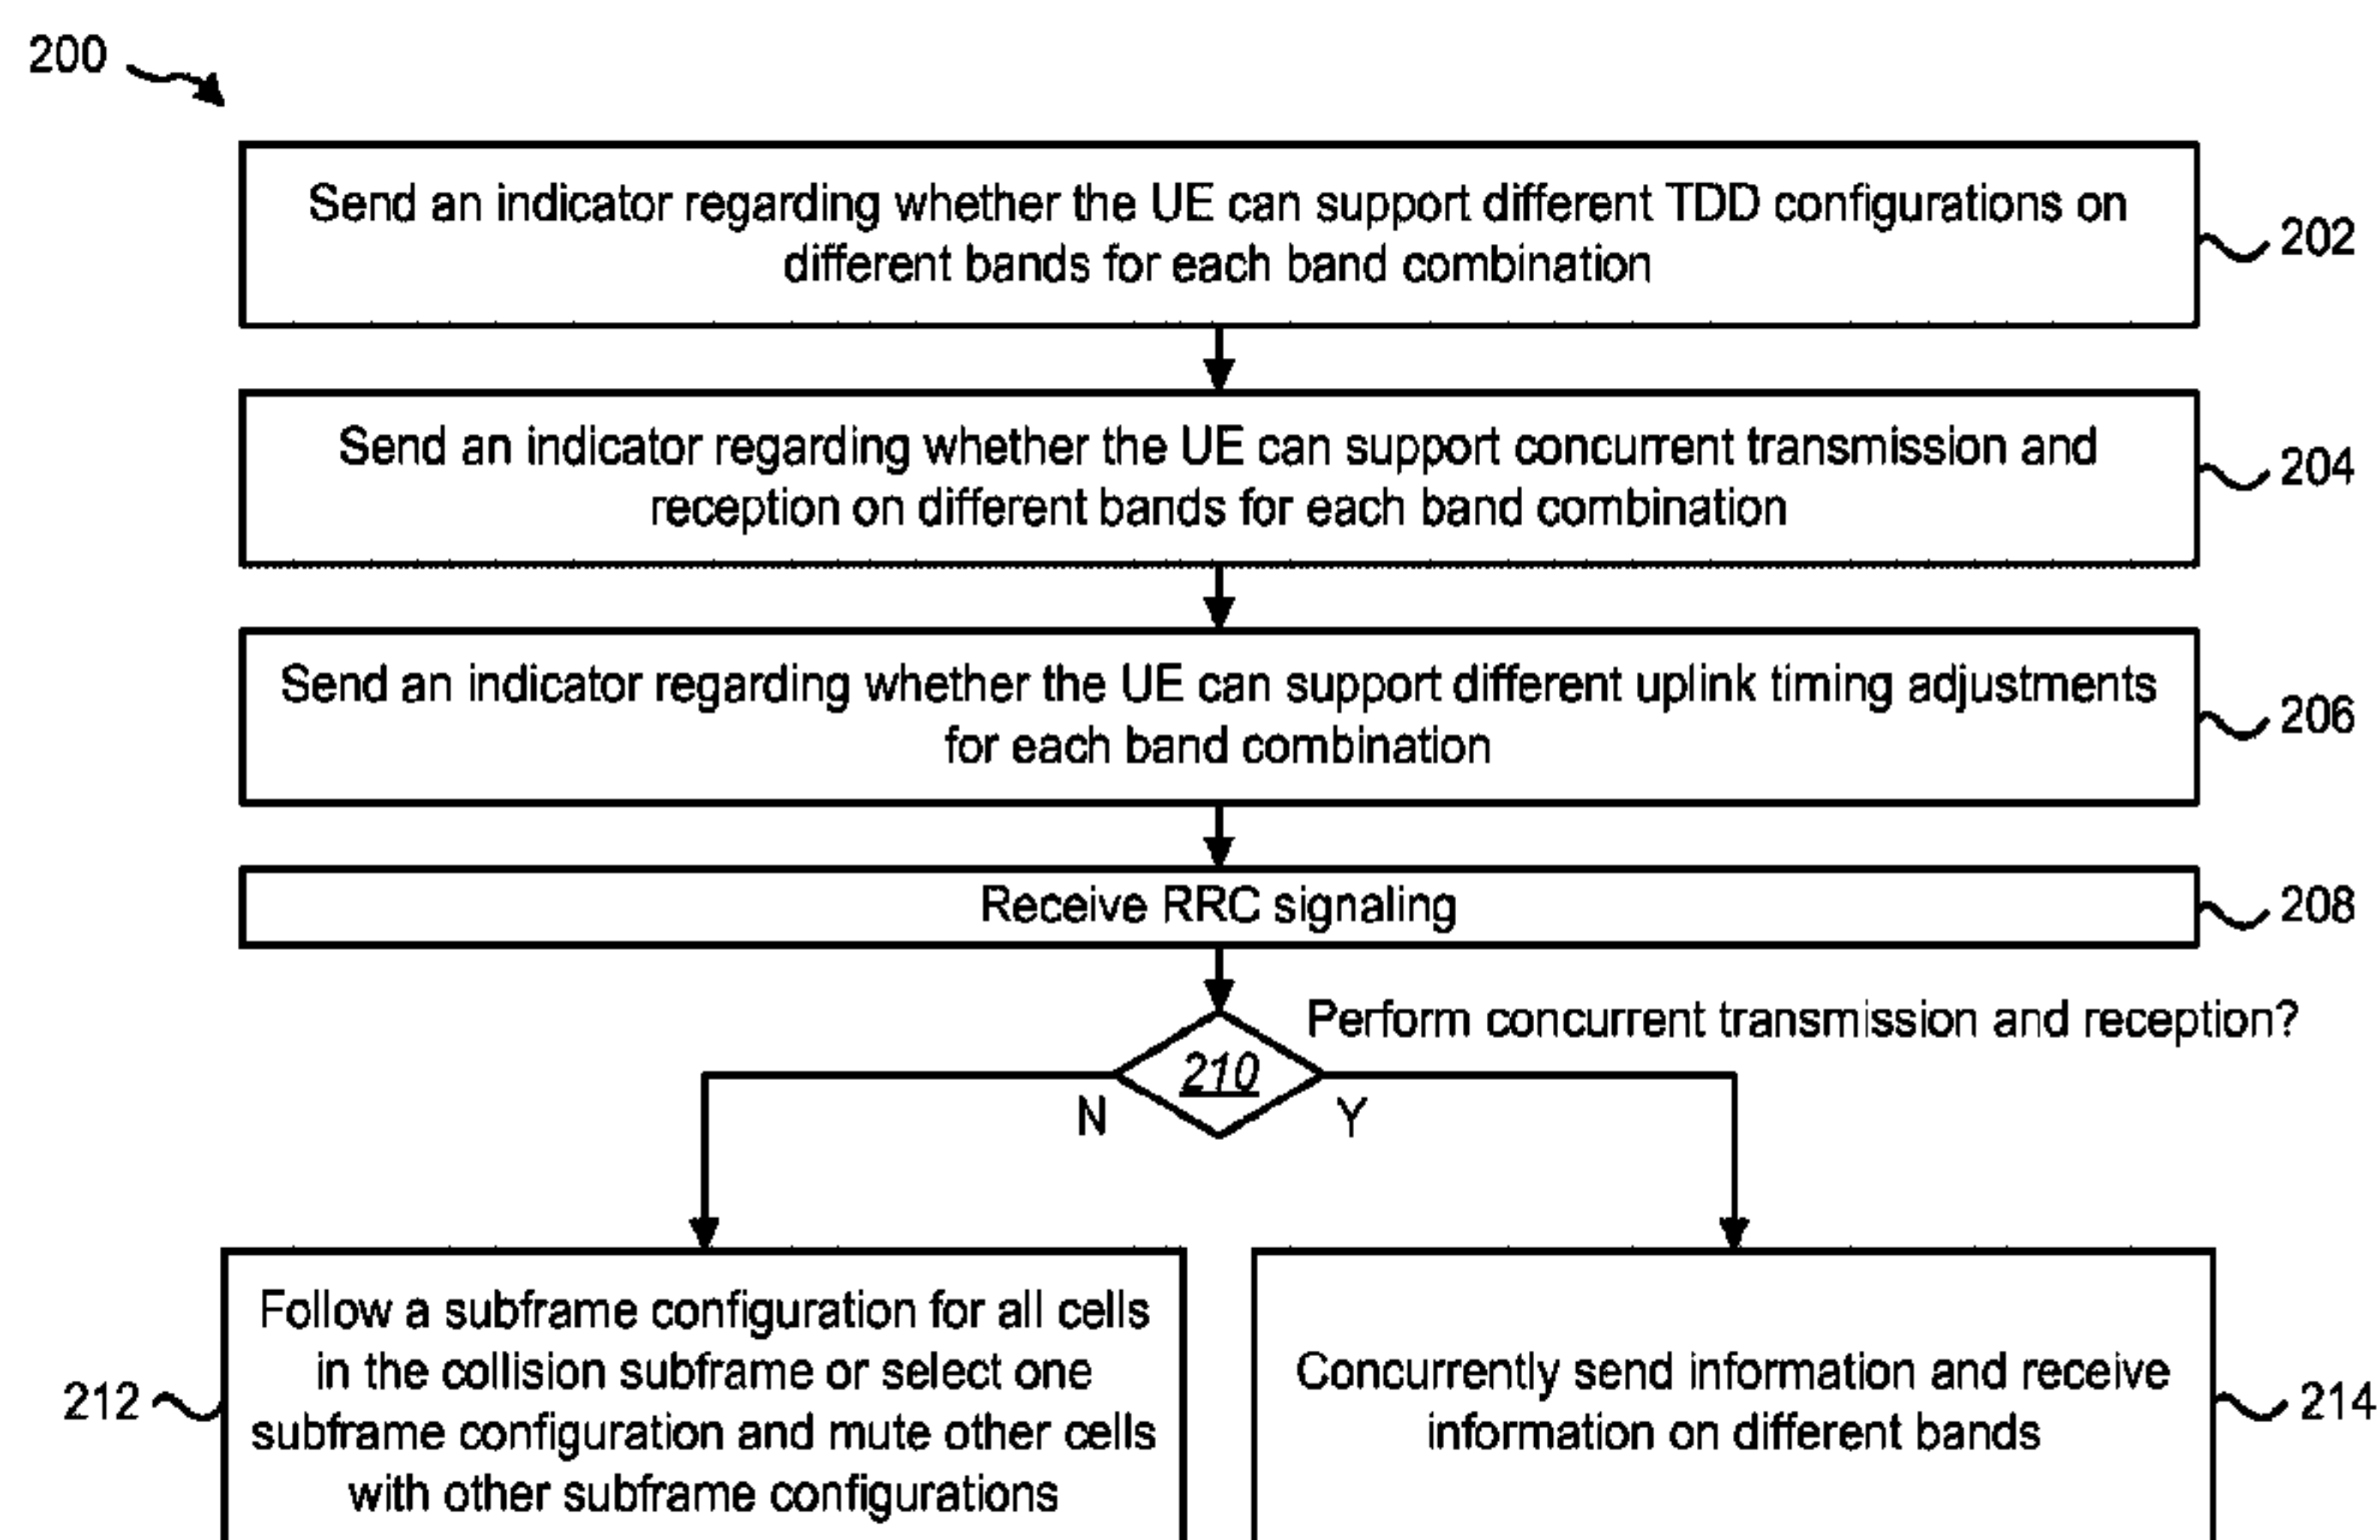 200
Send an indicator regarding whether the UE can support different TDD configurations on
different bands for each band combination
202
Send an indicator regarding whether the UE can support concurrent transmission and
reception on different bands for each band combination
204
Send an indicator regarding whether the UE can support different uplink timing adjustments
for each band combination
206
Receive RRC signaling
208
Perform concurrent transmission and reception?
210
N
Y
Follow a subframe configuration for all cells
in the collision subframe or select one
subframe configuration and mute other cells
with other subframe configurations
212
Concurrently send information and receive
information on different bands
214